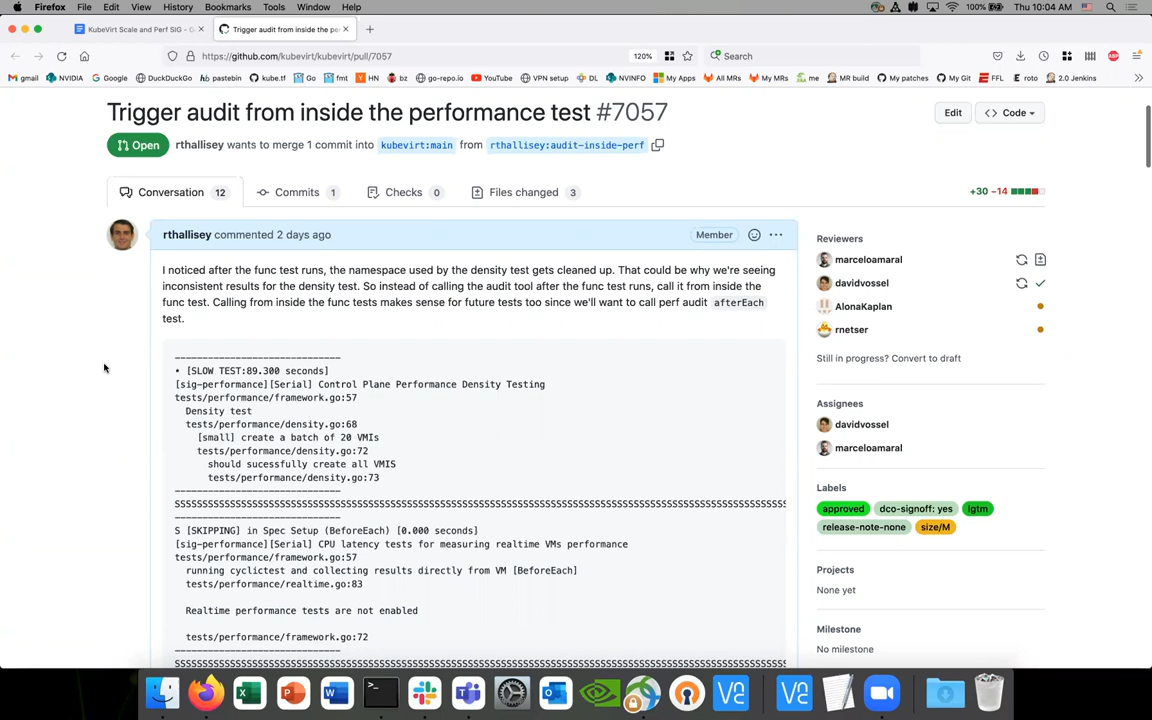 Firefox File Edit View History Bookmarks Tools Window Help 100% Thu 10:04 AM
KubeVirt Scale and Perf SIG - G Trigger audit from inside the pe
https://github.com/kubevirt/kubevirt/pull/7057 120% Search
gmail NVIDIA Google DuckDuckGo pastebin kube.tf Go fmt HN bz go-repo.io YouTube VPN setup DL NVINFO My Apps All MRs My MRs me MR build My patches My Git FFL roto 2.0 Jenkins
Trigger audit from inside the performance test #7057
Edit <> Code
Open rthallisey wants to merge 1 commit into kubevirt:main from rthallisey:audit-inside-perf
Conversation 12 Commits 1 Checks 0 Files changed 3 +30 −14
rthallisey commented 2 days ago Member
I noticed after the func test runs, the namespace used by the density test gets cleaned up. That could be why we're seeing
inconsistent results for the density test. So instead of calling the audit tool after the func test runs, call it from inside the
func test. Calling from inside the func tests makes sense for future tests too since we'll want to call perf audit afterEach
test.
------------------------------
• [SLOW TEST:89.300 seconds]
[sig-performance][Serial] Control Plane Performance Density Testing
tests/performance/framework.go:57
Density test
tests/performance/density.go:68
[small] create a batch of 20 VMIs
tests/performance/density.go:72
should sucessfully create all VMIS
tests/performance/density.go:73
------------------------------
------------------------------
S [SKIPPING] in Spec Setup (BeforeEach) [0.000 seconds]
[sig-performance][Serial] CPU latency tests for measuring realtime VMs performance
tests/performance/framework.go:57
running cyclictest and collecting results directly from VM [BeforeEach]
tests/performance/realtime.go:83
Realtime performance tests are not enabled
tests/performance/framework.go:72
------------------------------
Reviewers
marceloamaral
davidvossel
AlonaKaplan
rnetser
Still in progress? Convert to draft
Assignees
davidvossel
marceloamaral
Labels
approved dco-signoff: yes lgtm
release-note-none size/M
Projects
None yet
Milestone
No milestone